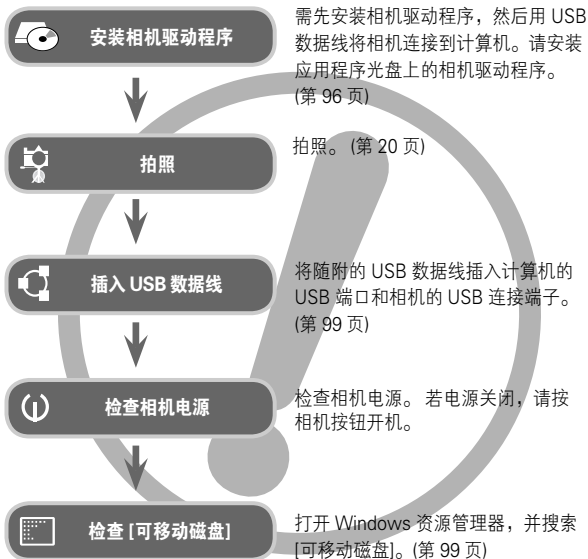 安装相机驱动程序
需先安装相机驱动程序，然后用 USB
数据线将相机连接到计算机。请安装
应用程序光盘上的相机驱动程序。
(第 96 页)
拍照
拍照。 (第 20 页)
插入 USB 数据线
将随附的 USB 数据线插入计算机的
USB 端口和相机的 USB 连接端子。
(第 99 页)
检查相机电源
检查相机电源。 若电源关闭，请按
相机按钮开机。
检查 [可移动磁盘]
打开 Windows 资源管理器，并搜索
[可移动磁盘]。(第 99 页)